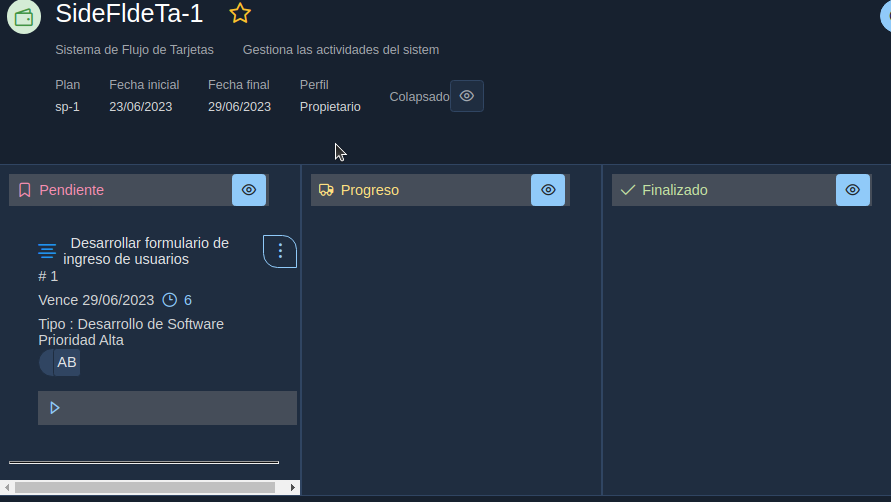 SideFldeTa-1
Sistema de Flujo de Tarjetas Gestiona las actividades del sistem
Plan Fecha inicial Fecha final Perfil
sp-1 23/06/2023 29/06/2023 Propietario
Colapsado
Pendiente Progreso Finalizado
Desarrollar formulario de
ingreso de usuarios
# 1
Vence 29/06/2023 6
Tipo : Desarrollo de Software
Prioridad Alta
AB